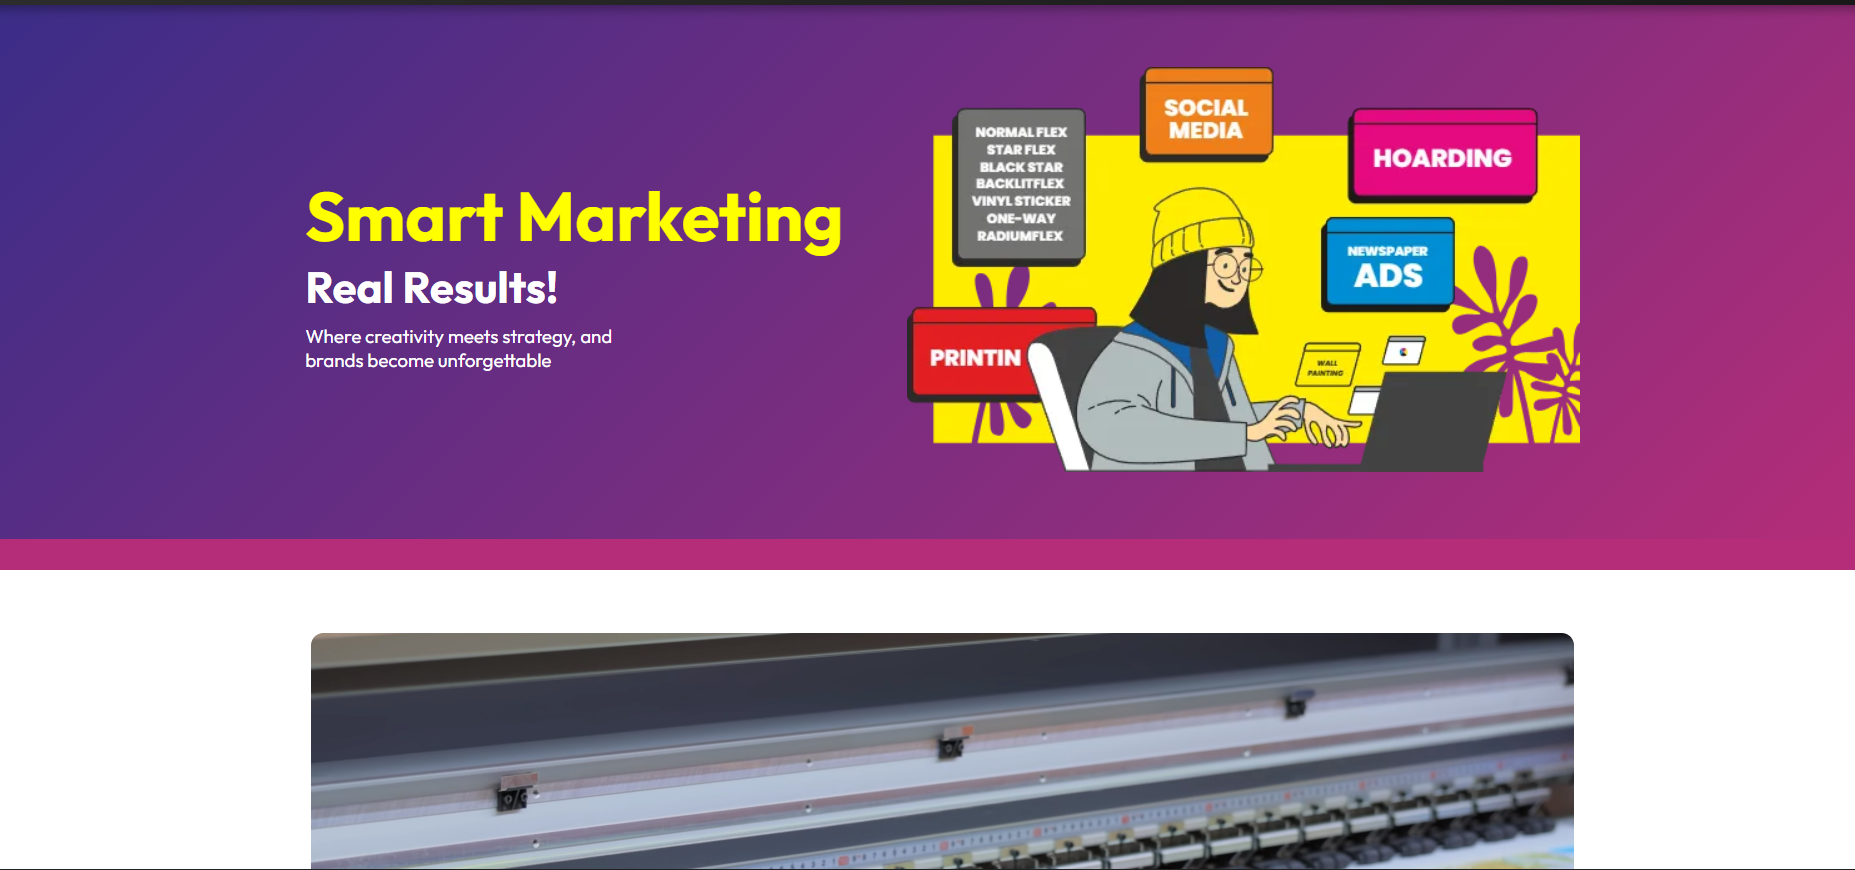 Smart Marketing
Real Results!
Where creativity meets strategy, and
brands become unforgettable
NORMAL FLEX
STAR FLEX
BLACK STAR
BACKLITFLEX
VINYL STICKER
ONE-WAY
RADIUMFLEX
SOCIAL
MEDIA
HOARDING
NEWSPAPER
ADS
PRINTIN
WALL
PAINTING